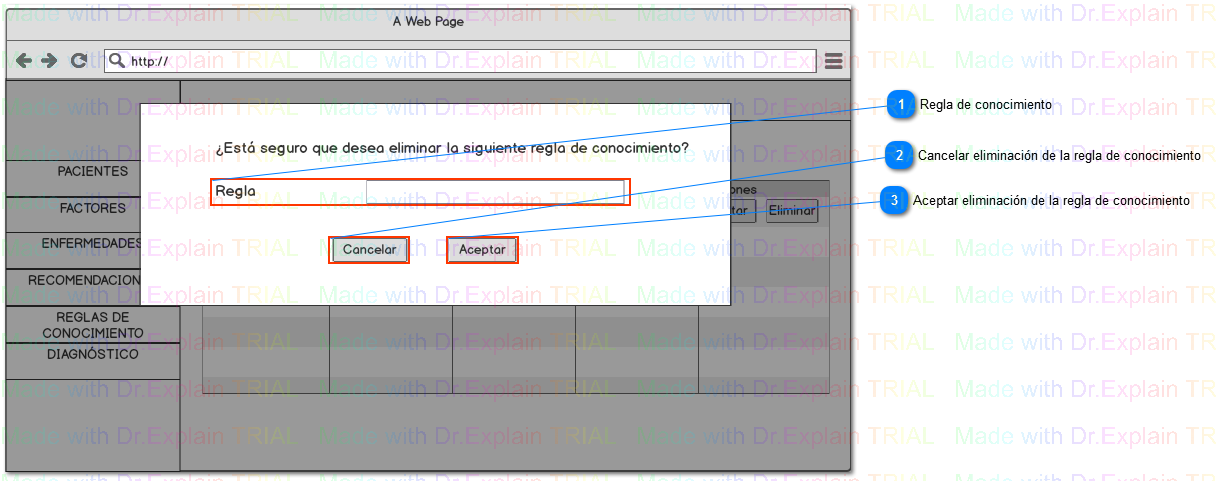 A Web Page
http://
1 Regla de conocimiento
¿Está seguro que desea eliminar la siguiente regla de conocimiento?
2 Cancelar eliminación de la regla de conocimiento
PACIENTES
Regla
ones
3 Aceptar eliminación de la regla de conocimiento
FACTORES
tar
Eliminar
ENFERMEDADES
Cancelar
Aceptar
RECOMENDACION
REGLAS DE
CONOCIMIENTO
DIAGNÓSTICO
Made with Dr.Explain TRIAL